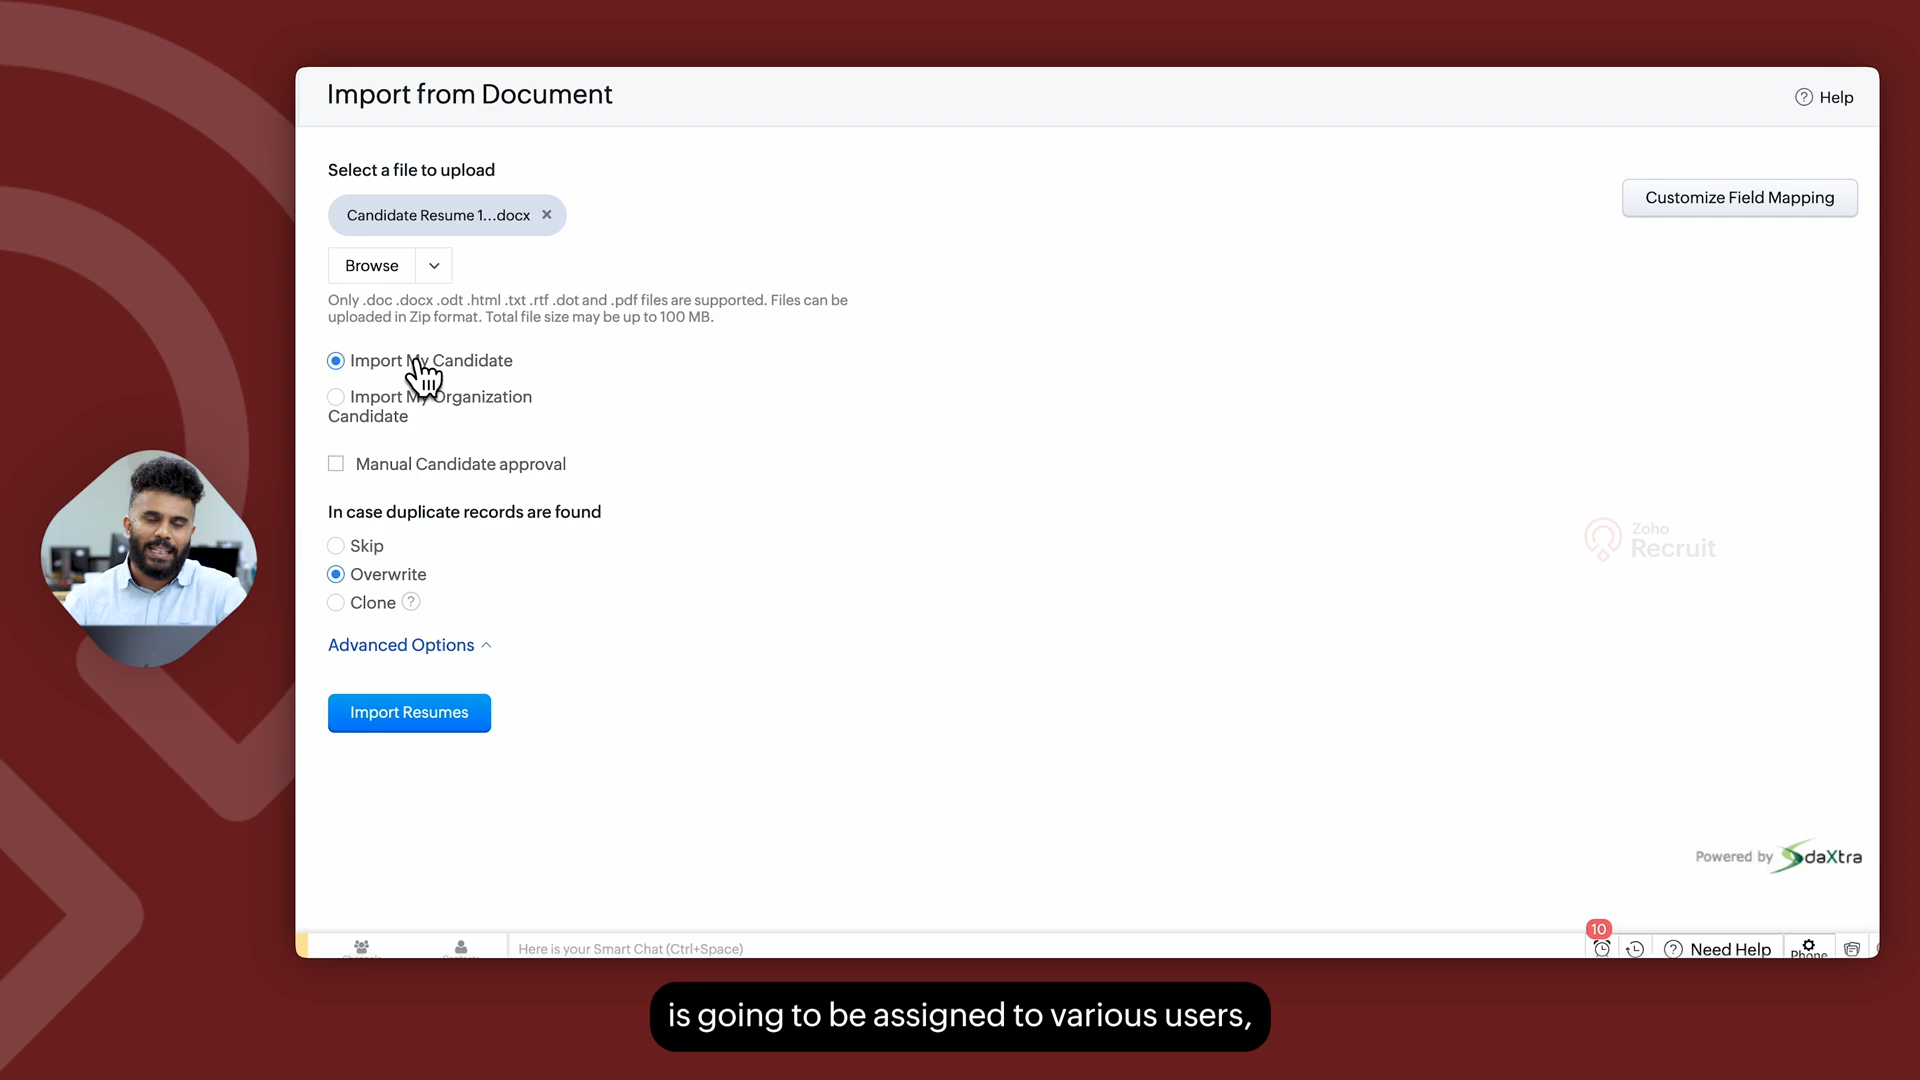 Import from Document
Help
Select a file to upload
Candidate Resume 1...docx
Customize Field Mapping
Browse
Only .doc .docx .odt .html .txt .rtf .dot and .pdf files are supported. Files can be
uploaded in Zip format. Total file size may be up to 100 MB.
Import My Candidate
Import My Organization
Candidate
Manual Candidate approval
In case duplicate records are found
Skip
Overwrite
Clone
Advanced Options
Import Resumes
Zoho
Recruit
Powered by daXtra
10
Here is your Smart Chat (Ctrl+Space)
Need Help
Phone
is going to be assigned to various users,